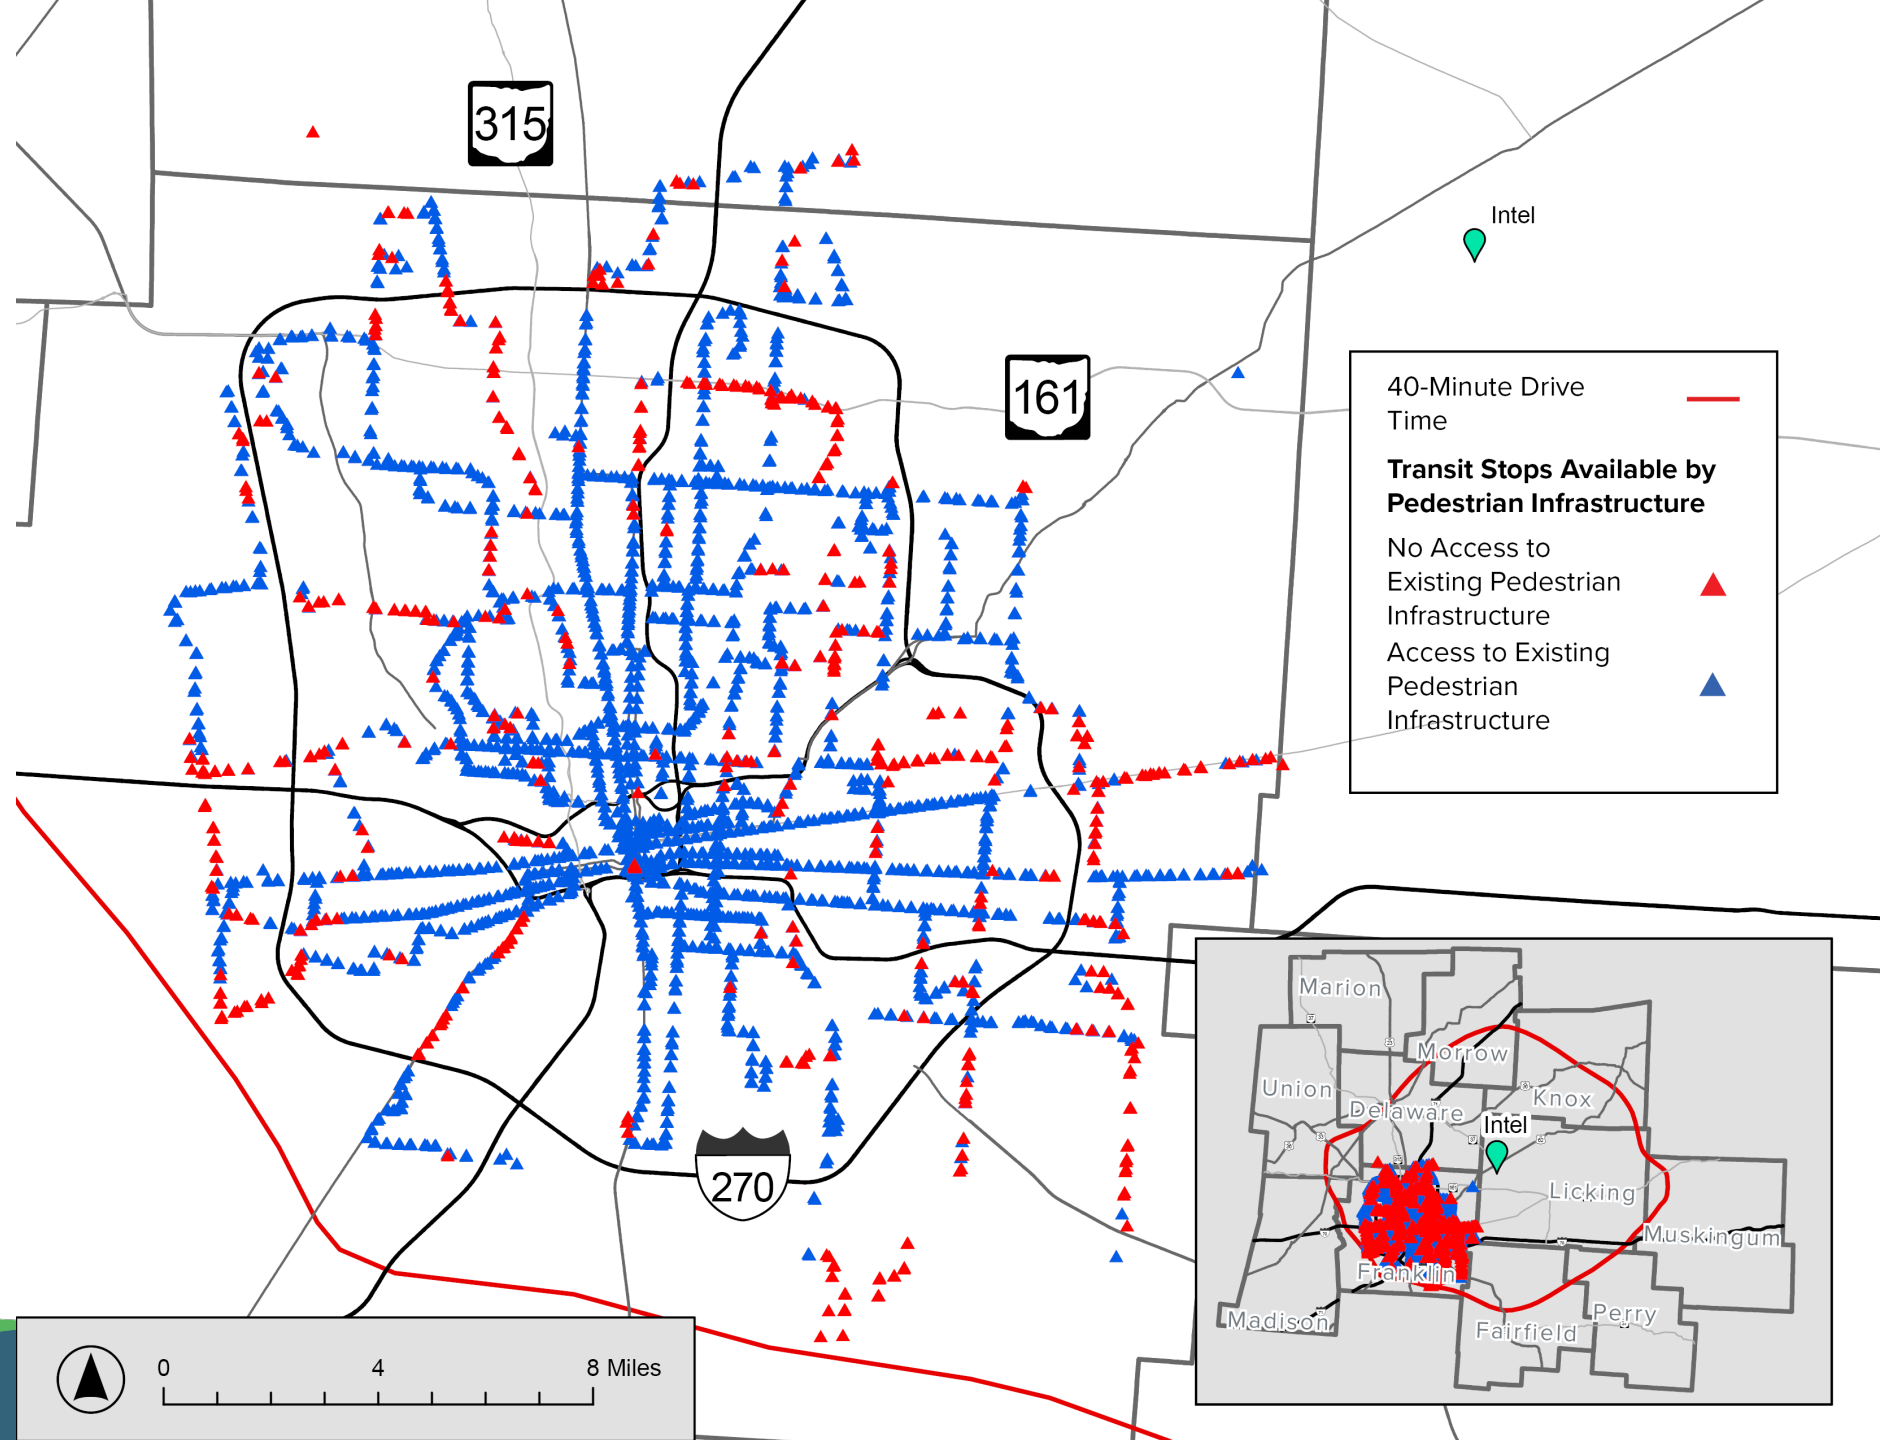 315
Intel
161
40-Minute Drive
Time
Transit Stops Available by
Pedestrian Infrastructure
No Access to
Existing Pedestrian
Infrastructure
Access to Existing
Pedestrian
Infrastructure
270
0
4
8 Miles
Marion
Morrow
Union
Knox
Delaware
Intel
Licking
Muskingum
Franklin
Madison
Perry
Fairfield